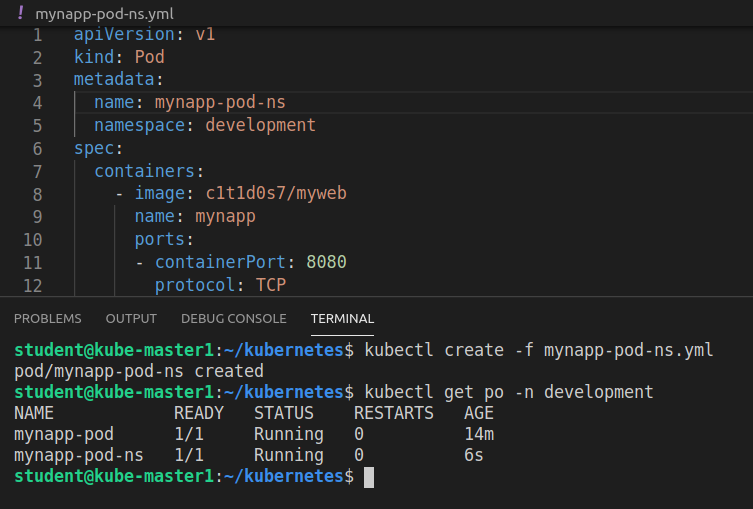 ! mynapp-pod-ns.yml
1 apiVersion: v1
2 kind: Pod
3 metadata:
4 name: mynapp-pod-ns
5 namespace: development
6 spec:
7 containers:
8 - image: c1t1d0s7/myweb
9 name: mynapp
10 ports:
11 - containerPort: 8080
12 protocol: TCP
PROBLEMS OUTPUT DEBUG CONSOLE TERMINAL
student@kube-master1:~/kubernetes$ kubectl create -f mynapp-pod-ns.yml
pod/mynapp-pod-ns created
student@kube-master1:~/kubernetes$ kubectl get po -n development
NAME READY STATUS RESTARTS AGE
mynapp-pod 1/1 Running 0 14m
mynapp-pod-ns 1/1 Running 0 6s
student@kube-master1:~/kubernetes$